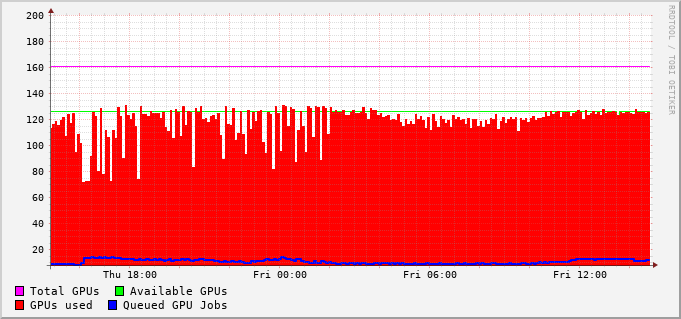 RRDTOOL / TOBI OETIKER
200
180
160
140
120
100
80
60
40
20
Thu 18:00 Fri 00:00 Fri 06:00 Fri 12:00
Total GPUs Available GPUs
GPUs used Queued GPU Jobs